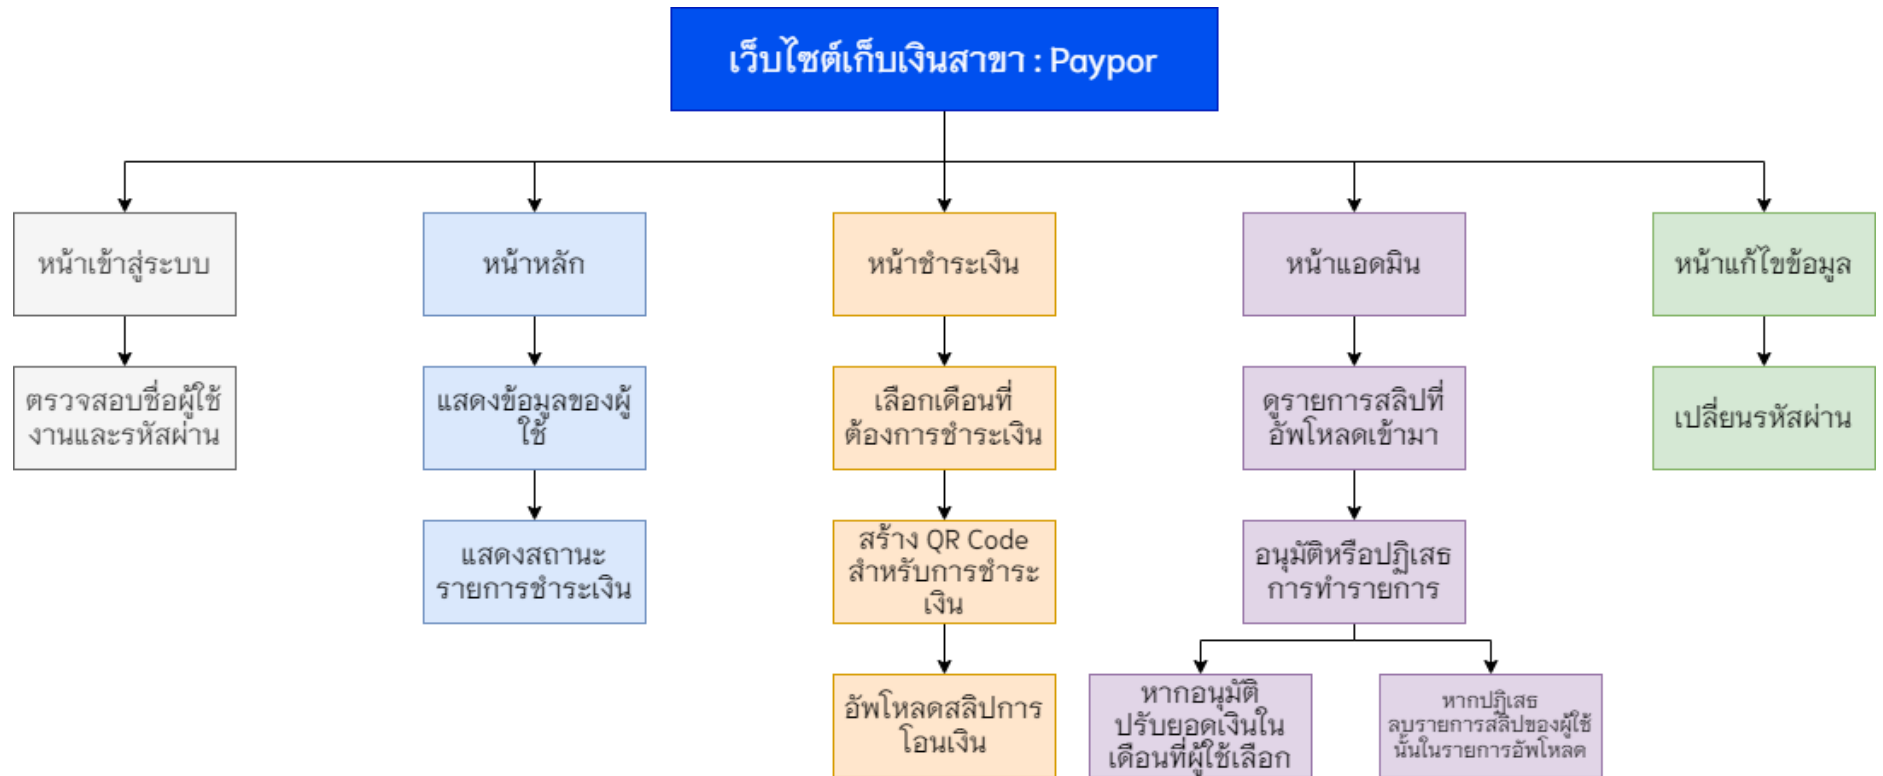 เว็บไซต์เก็บเงินสาขา : Paypor
หน้าเข้าสู่ระบบ
หน้าหลัก
หน้าชำระเงิน
หน้าแอดมิน
หน้าแก้ไขข้อมูล
ตรวจสอบชื่อผู้ใช้
งานและรหัสผ่าน
แสดงข้อมูลของผู้
ใช้
เลือกเดือนที่
ต้องการชำระเงิน
ดูรายการสลิปที่
อัพโหลดเข้ามา
เปลี่ยนรหัสผ่าน
แสดงสถานะ
รายการชำระเงิน
สร้าง QR Code
สำหรับการชำระ
เงิน
อนุมัติหรือปฏิเสธ
การทำรายการ
อัพโหลดสลิปการ
โอนเงิน
หากอนุมัติ
ปรับยอดเงินใน
เดือนที่ผู้ใช้เลือก
หากปฏิเสธ
ลบรายการสลิปของผู้ใช้
นั้นในรายการอัพโหลด